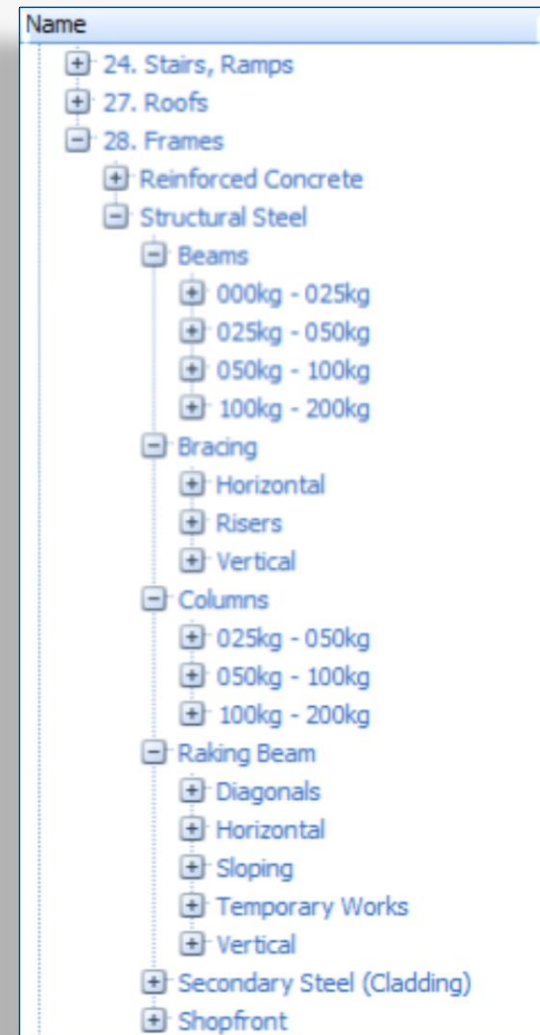 Name
24. Stairs, Ramps
27. Roofs
28. Frames
Reinforced Concrete
Structural Steel
Beams
000kg - 025kg
025kg - 050kg
050kg - 100kg
100kg - 200kg
Bracing
Horizontal
Risers
Vertical
Columns
025kg - 050kg
050kg - 100kg
100kg - 200kg
Raking Beam
Diagonals
Horizontal
Sloping
Temporary Works
Vertical
Secondary Steel (Cladding)
Shopfront